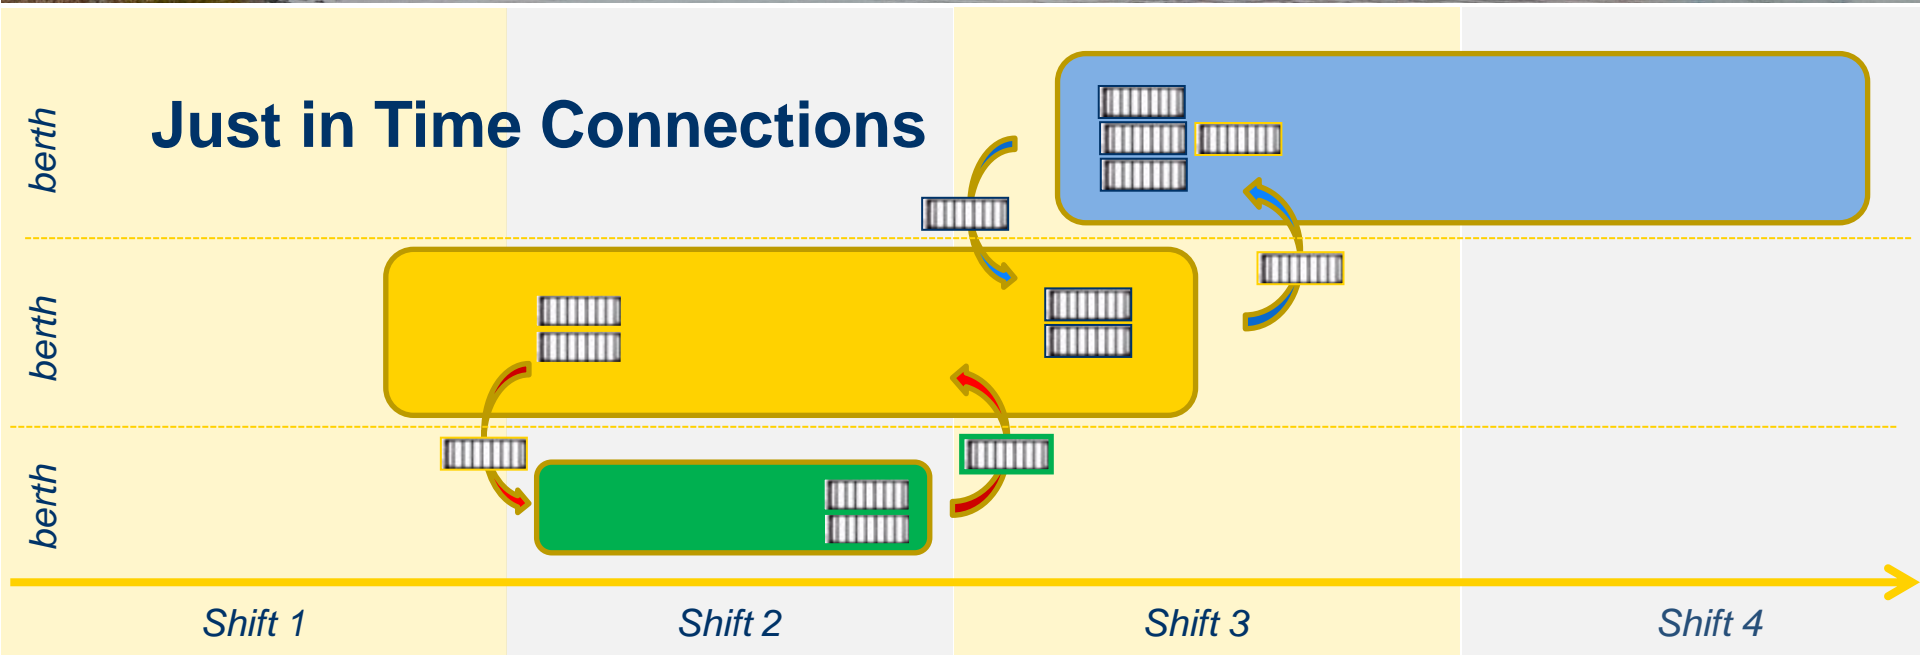 Just in Time Connections
berth
berth
berth
Shift 1
Shift 2
Shift 3
Shift 4